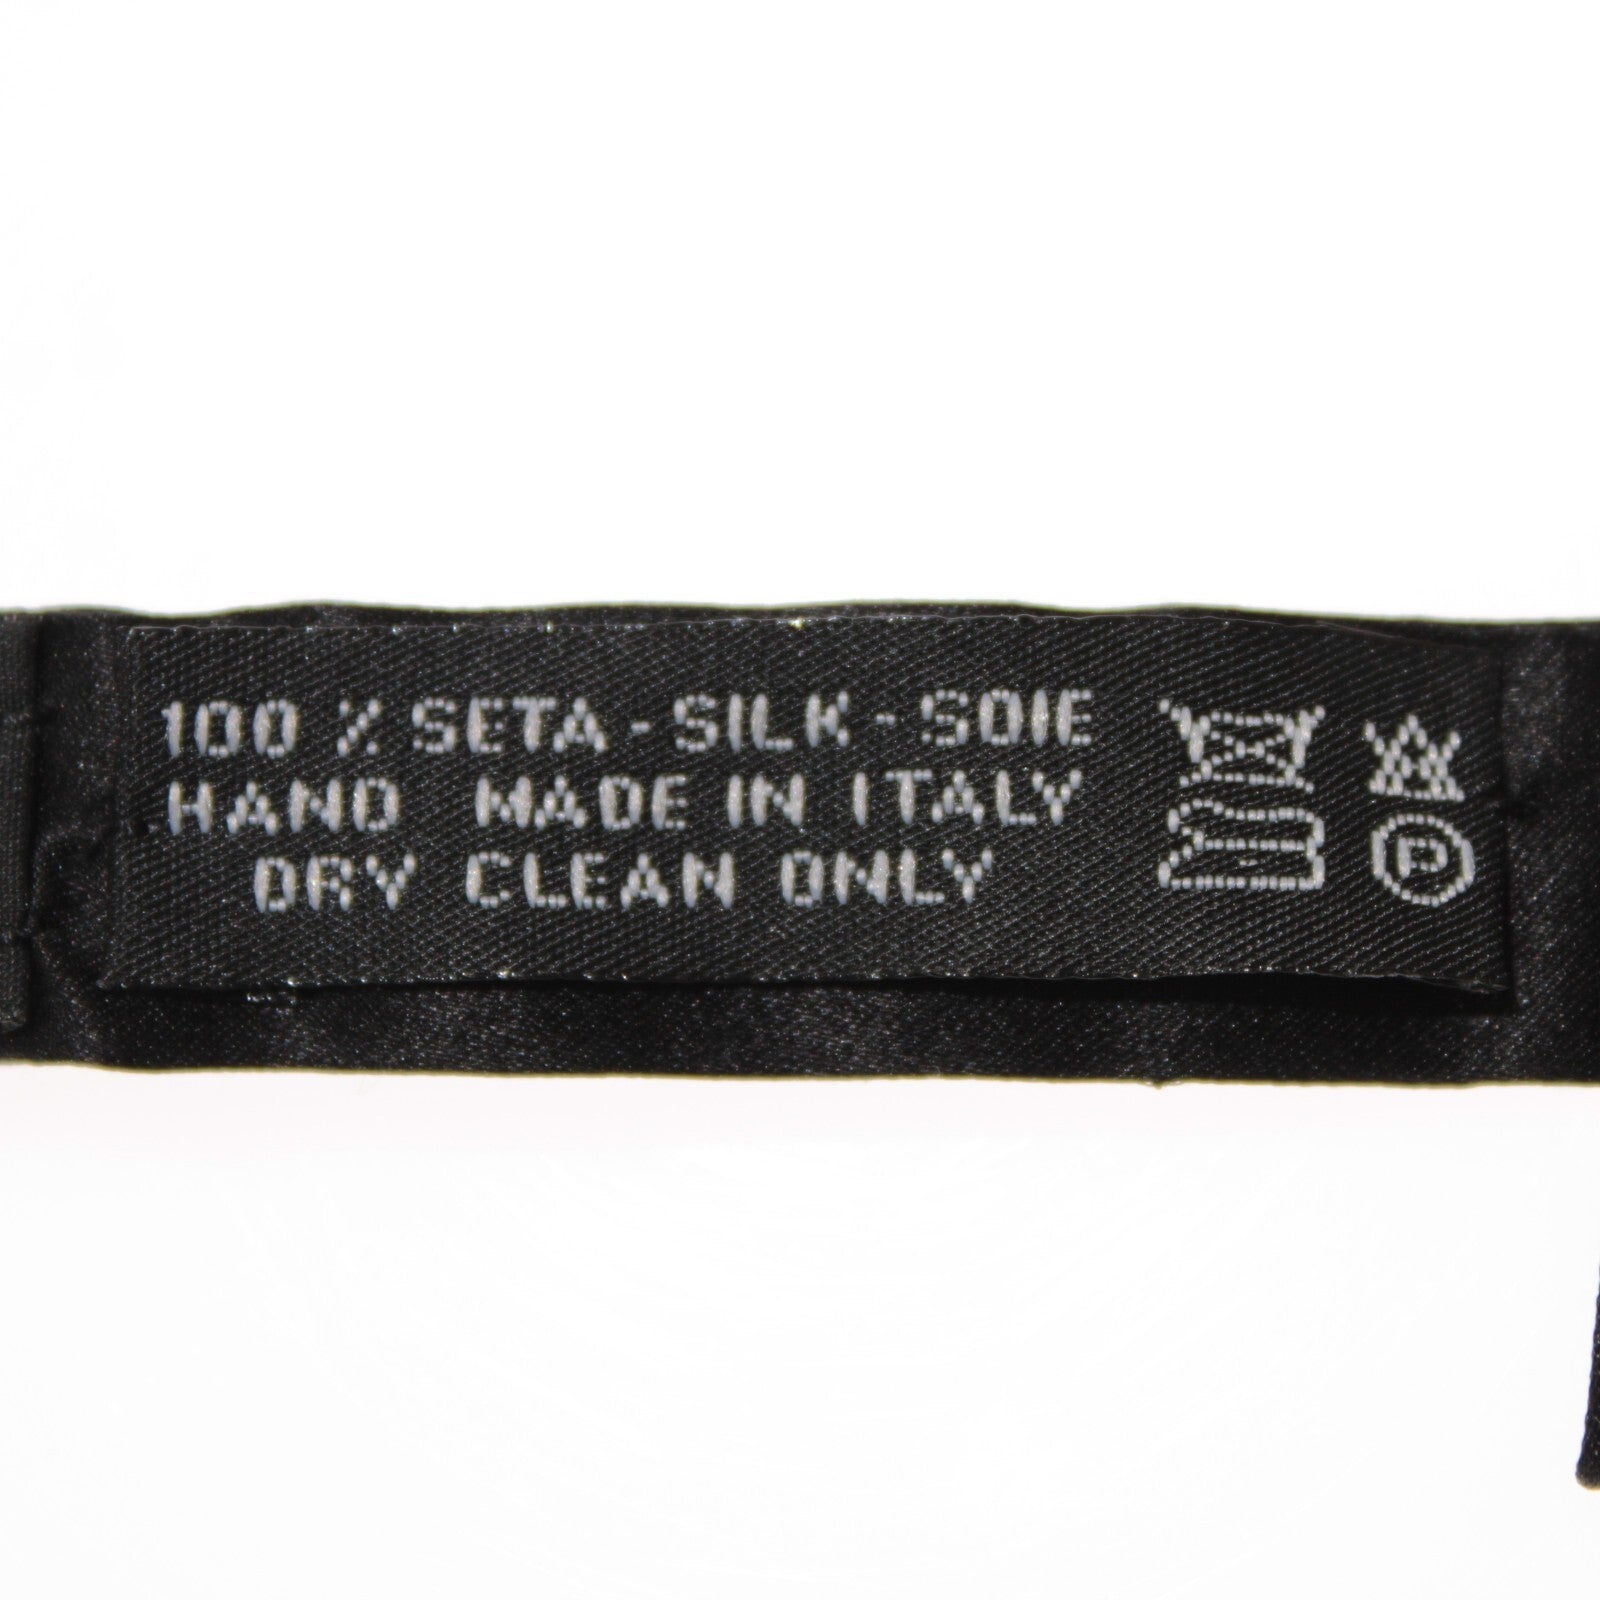 100 % SETA - SILK - SOIE
HAND MADE IN ITALY
DRY CLEAN ONLY
P